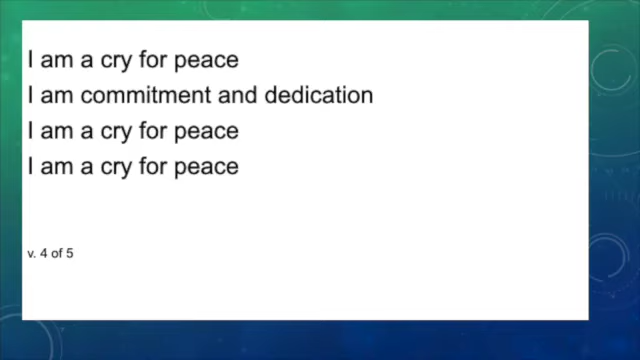 I am a cry for peace
I am commitment and dedication
I am a cry for peace
I am a cry for peace
v. 4 of 5